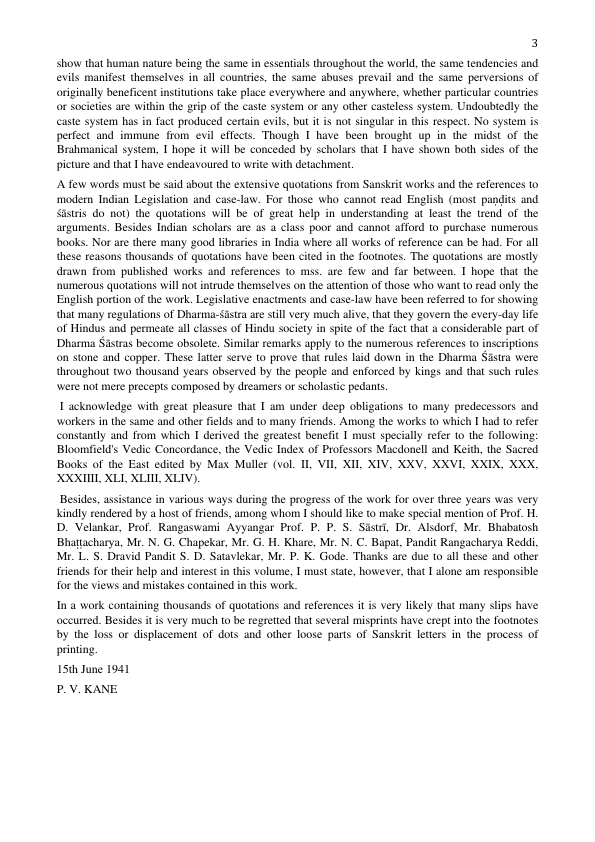 3
show that human nature being the same in essentials throughout the world, the same tendencies and
evils manifest themselves in all countries, the same abuses prevail and the same perversions of
originally beneficent institutions take place everywhere and anywhere, whether particular countries
or societies are within the grip of the caste system or any other casteless system. Undoubtedly the
caste system has in fact produced certain evils, but it is not singular in this respect. No system is
perfect and immune from evil effects. Though I have been brought up in the midst of the
Brahmanical system, I hope it will be conceded by scholars that I have shown both sides of the
picture and that I have endeavoured to write with detachment.
A few words must be said about the extensive quotations from Sanskrit works and the references to
modern Indian Legislation and case-law. For those who cannot read English (most paṇḍits and
śāstris do not) the quotations will be of great help in understanding at least the trend of the
arguments. Besides Indian scholars are as a class poor and cannot afford to purchase numerous
books. Nor are there many good libraries in India where all works of reference can be had. For all
these reasons thousands of quotations have been cited in the footnotes. The quotations are mostly
drawn from published works and references to mss. are few and far between. I hope that the
numerous quotations will not intrude themselves on the attention of those who want to read only the
English portion of the work. Legislative enactments and case-law have been referred to for showing
that many regulations of Dharma-śāstra are still very much alive, that they govern the every-day life
of Hindus and permeate all classes of Hindu society in spite of the fact that a considerable part of
Dharma Śāstras become obsolete. Similar remarks apply to the numerous references to inscriptions
on stone and copper. These latter serve to prove that rules laid down in the Dharma Śāstra were
throughout two thousand years observed by the people and enforced by kings and that such rules
were not mere precepts composed by dreamers or scholastic pedants.
I acknowledge with great pleasure that I am under deep obligations to many predecessors and
workers in the same and other fields and to many friends. Among the works to which I had to refer
constantly and from which I derived the greatest benefit I must specially refer to the following:
Bloomfield's Vedic Concordance, the Vedic Index of Professors Macdonell and Keith, the Sacred
Books of the East edited by Max Muller (vol. II, VII, XII, XIV, XXV, XXVI, XXIX, XXX,
XXXIIII, XLI, XLIII, XLIV).
Besides, assistance in various ways during the progress of the work for over three years was very
kindly rendered by a host of friends, among whom I should like to make special mention of Prof. H.
D. Velankar, Prof. Rangaswami Ayyangar Prof. P. P. S. Sāstrī, Dr. Alsdorf, Mr. Bhabatosh
Bhaṭṭacharya, Mr. N. G. Chapekar, Mr. G. H. Khare, Mr. N. C. Bapat, Pandit Rangacharya Reddi,
Mr. L. S. Dravid Pandit S. D. Satavlekar, Mr. P. K. Gode. Thanks are due to all these and other
friends for their help and interest in this volume, I must state, however, that I alone am responsible
for the views and mistakes contained in this work.
In a work containing thousands of quotations and references it is very likely that many slips have
occurred. Besides it is very much to be regretted that several misprints have crept into the footnotes
by the loss or displacement of dots and other loose parts of Sanskrit letters in the process of
printing.
15th June 1941
P. V. KANE